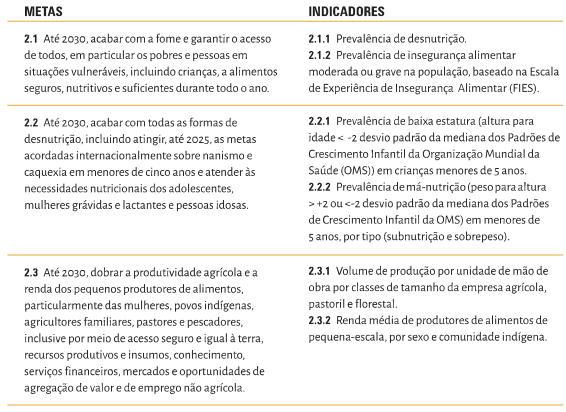 METAS
INDICADORES
2.1 Até 2030, acabar com a fome e garantir o acesso
de todos, em particular os pobres e pessoas em
situações vulneráveis, incluindo crianças, a alimentos
seguros, nutritivos e suficientes durante todo o ano.
2.1.1 Prevalência de desnutrição.
2.1.2 Prevalência de insegurança alimentar
moderada ou grave na população, baseado na Escala
de Experiência de Insegurança Alimentar (FIES).
2.2 Até 2030, acabar com todas as formas de
desnutrição, incluindo atingir, até 2025, as metas
acordadas internacionalmente sobre nanismo e
caquexia em menores de cinco anos e atender às
necessidades nutricionais dos adolescentes,
mulheres grávidas e lactantes e pessoas idosas.
2.2.1 Prevalência de baixa estatura (altura para
idade < -2 desvio padrão da mediana dos Padrões de
Crescimento Infantil da Organização Mundial da
Saúde (OMS)) em crianças menores de 5 anos.
2.2.2 Prevalência de má-nutrição (peso para altura
> +2 ou <-2 desvio padrão da mediana dos Padrões
de Crescimento Infantil da OMS) em menores de
5 anos, por tipo (subnutrição e sobrepeso).
2.3 Até 2030, dobrar a produtividade agrícola e a
renda dos pequenos produtores de alimentos,
particularmente das mulheres, povos indígenas,
agricultores familiares, pastores e pescadores,
inclusive por meio de acesso seguro e igual à terra,
recursos produtivos e insumos, conhecimento,
serviços financeiros, mercados e oportunidades de
agregação de valor e de emprego não agrícola.
2.3.1 Volume de produção por unidade de mão de
obra por classes de tamanho da empresa agrícola,
pastoril e florestal.
2.3.2 Renda média de produtores de alimentos de
pequena-escala, por sexo e comunidade indígena.